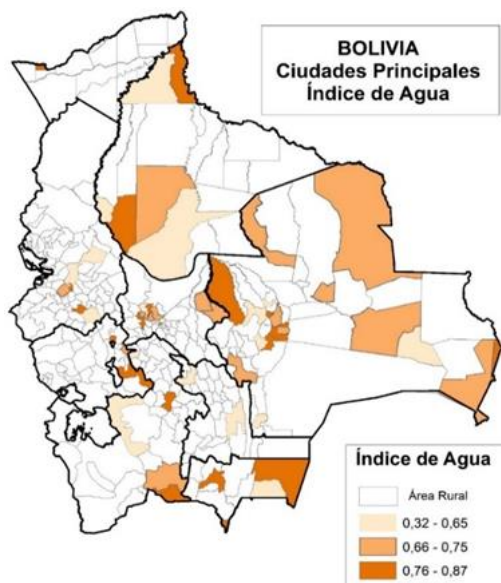 BOLIVIA
Ciudades Principales
Índice de Agua
Índice de Agua
Área Rural
0,32 - 0,65
0,66 - 0,75
0,76 - 0,87